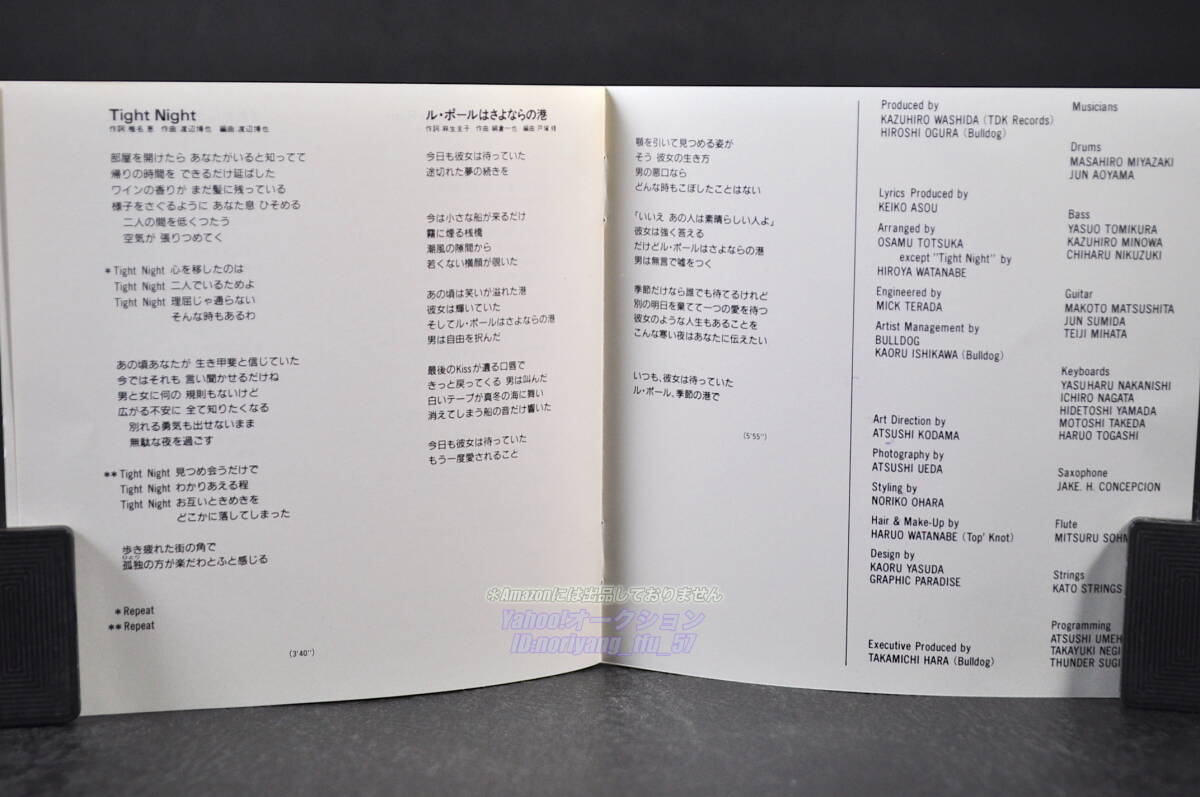 Tight Night
作詞 椎名 恵 作曲 渡辺博也 編曲 渡辺博也
部屋を開けたら あなたがいると知ってて
帰りの時間を できるだけ延ばした
ワインの香りが まだ髪に残っている
様子をさぐるように あなた息 ひそめる
二人の間を低くつたう
空気が 張りつめてく
* Tight Night 心を移したのは
Tight Night 二人でいるためよ
Tight Night 理屈じゃ通らない
そんな時もあるわ
あの頃あなたが 生き甲斐と信じていた
今ではそれも 言い聞かせるだけね
男と女に何の 規則もないけど
広がる不安に 全て知りたくなる
別れる勇気も出せないまま
無駄な夜を過ごす
** Tight Night 見つめ会うだけで
Tight Night わかりあえる程
Tight Night お互いときめきを
どこかに落してしまった
歩き疲れた街の角で
孤独の方が楽だわとふと感じる
ひとり
* Repeat
** Repeat
(3'40")
ル・ポールはさよならの港
作詞 麻生圭子 作曲 鍋倉一也 編曲 戸塚 修
今日も彼女は待っていた
途切れた夢の続きを
今は小さな船が来るだけ
霧に煙る桟橋
潮風の隙間から
若くない横顔が覗いた
あの頃は笑いが溢れた港
彼女は輝いていた
そしてル・ポールはさよならの港
男は自由を択んだ
最後のKissが遺る口唇で
きっと戻ってくる 男は叫んだ
白いテープが真冬の海に舞い
消えてしまう船の音だけ響いた
今日も彼女は待っていた
もう一度愛されること
顎を引いて見つめる姿が
そう 彼女の生き方
男の悪口なら
どんな時もこぼしたことはない
「いいえ あの人は素晴らしい人よ」
彼女は強く答える
だけどル・ポールはさよならの港
男は無言で嘘をつく
季節だけなら誰でも待てるけれど
別の明日を棄てて一つの愛を待つ
彼女のような人生もあることを
こんな寒い夜はあなたに伝えたい
いつも、彼女は待っていた
ル・ポール、季節の港で
(5'55")
Produced by
KAZUHIRO WASHIDA (TDK Records)
HIROSHI OGURA (Bulldog)
Lyrics Produced by
KEIKO ASOU
Arranged by
OSAMU TOTSUKA
except "Tight Night" by
HIROYA WATANABE
Engineered by
MICK TERADA
Artist Management by
BULLDOG
KAORU ISHIKAWA (Bulldog)
Art Direction by
ATSUSHI KODAMA
Photography by
ATSUSHI UEDA
Styling by
NORIKO OHARA
Hair & Make-Up by
HARUO WATANABE (Top' Knot)
Design by
KAORU YASUDA
GRAPHIC PARADISE
Executive Produced by
TAKAMICHI HARA (Bulldog)
Musicians
Drums
MASAHIRO MIYAZAKI
JUN AOYAMA
Bass
YASUO TOMIKURA
KAZUHIRO MINOWA
CHIHARU NIKUZUKI
Guitar
MAKOTO MATSUSHITA
JUN SUMIDA
TEIJI MIHATA
Keyboards
YASUHARU NAKANISHI
ICHIRO NAGATA
HIDETOSHI YAMADA
MOTOSHI TAKEDA
HARUO TOGASHI
Saxophone
JAKE. H. CONCEPCION
Flute
MITSURU SOHM
Strings
KATO STRINGS
Programming
ATSUSHI UMEH
TAKAYUKI NEGI
THUNDER SUGI
※Amazonには出品しておりません
Yahoo!オークション
ID:noriyang_ifu_57